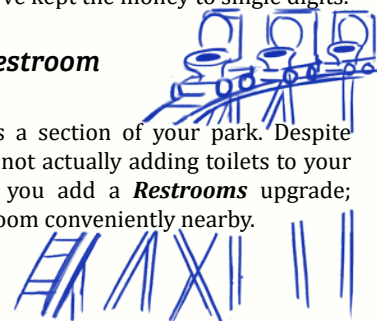 ve kept the money to single digits.
estroom
s a section of your park. Despite
not actually adding toilets to your
you add a Restrooms upgrade;
oom conveniently nearby.